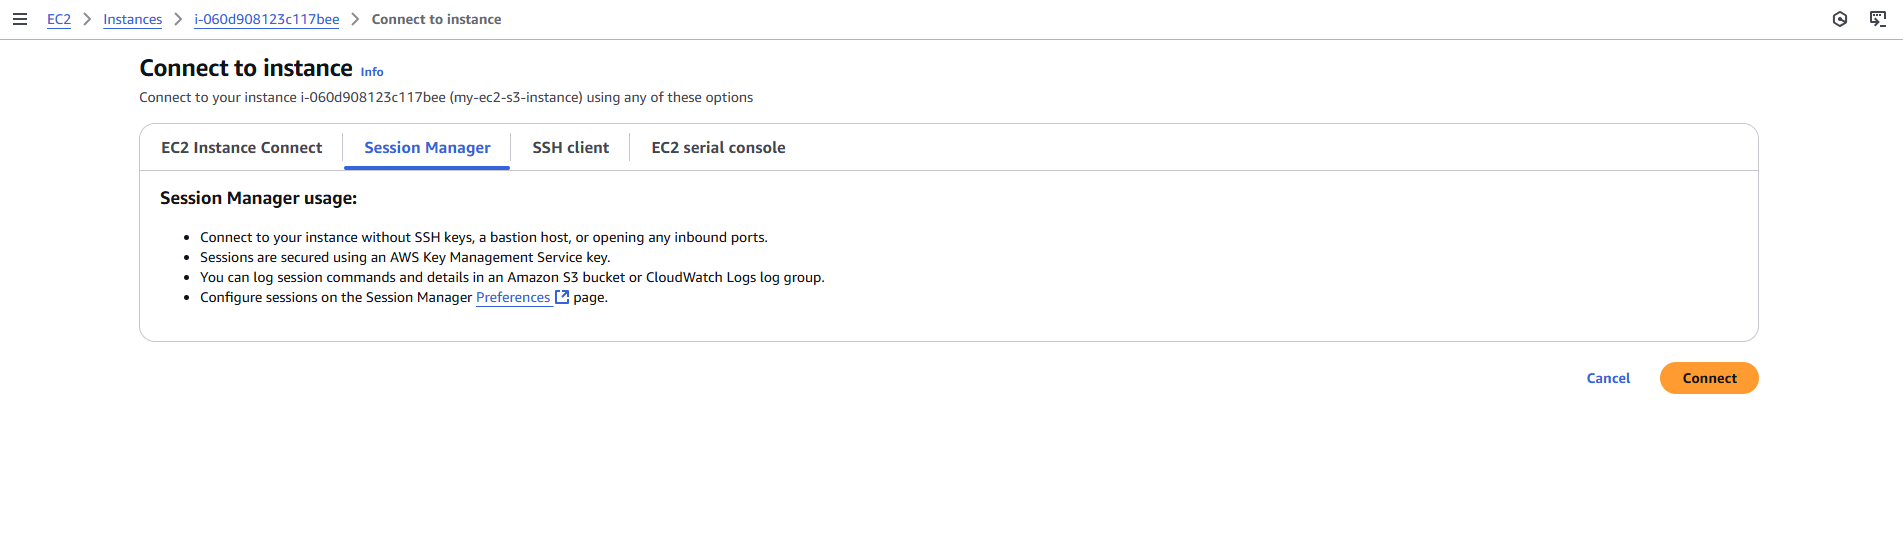 EC2 > Instances > i-060d908123c117bee > Connect to instance
Connect to instance Info
Connect to your instance i-060d908123c117bee (my-ec2-s3-instance) using any of these options
EC2 Instance Connect Session Manager SSH client EC2 serial console
Session Manager usage:
• Connect to your instance without SSH keys, a bastion host, or opening any inbound ports.
• Sessions are secured using an AWS Key Management Service key.
• You can log session commands and details in an Amazon S3 bucket or CloudWatch Logs log group.
• Configure sessions on the Session Manager Preferences page.
Cancel Connect